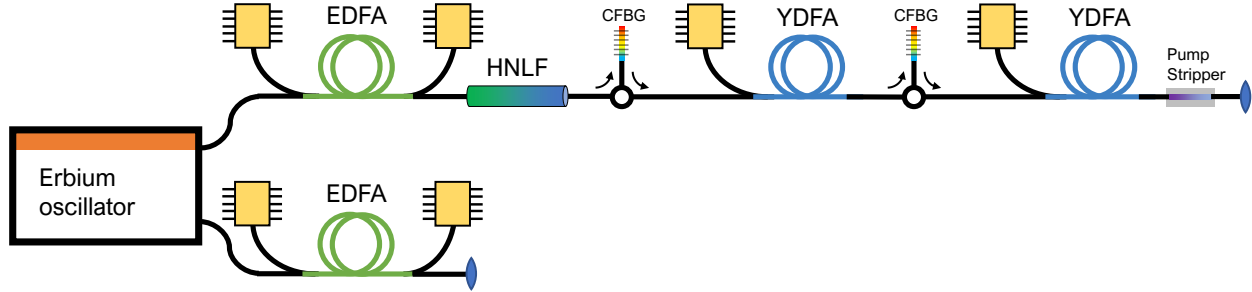 EDFA
CFBG
YDFA
CFBG
YDFA
HNLF
Pump
Stripper
Erbium
oscillator
EDFA